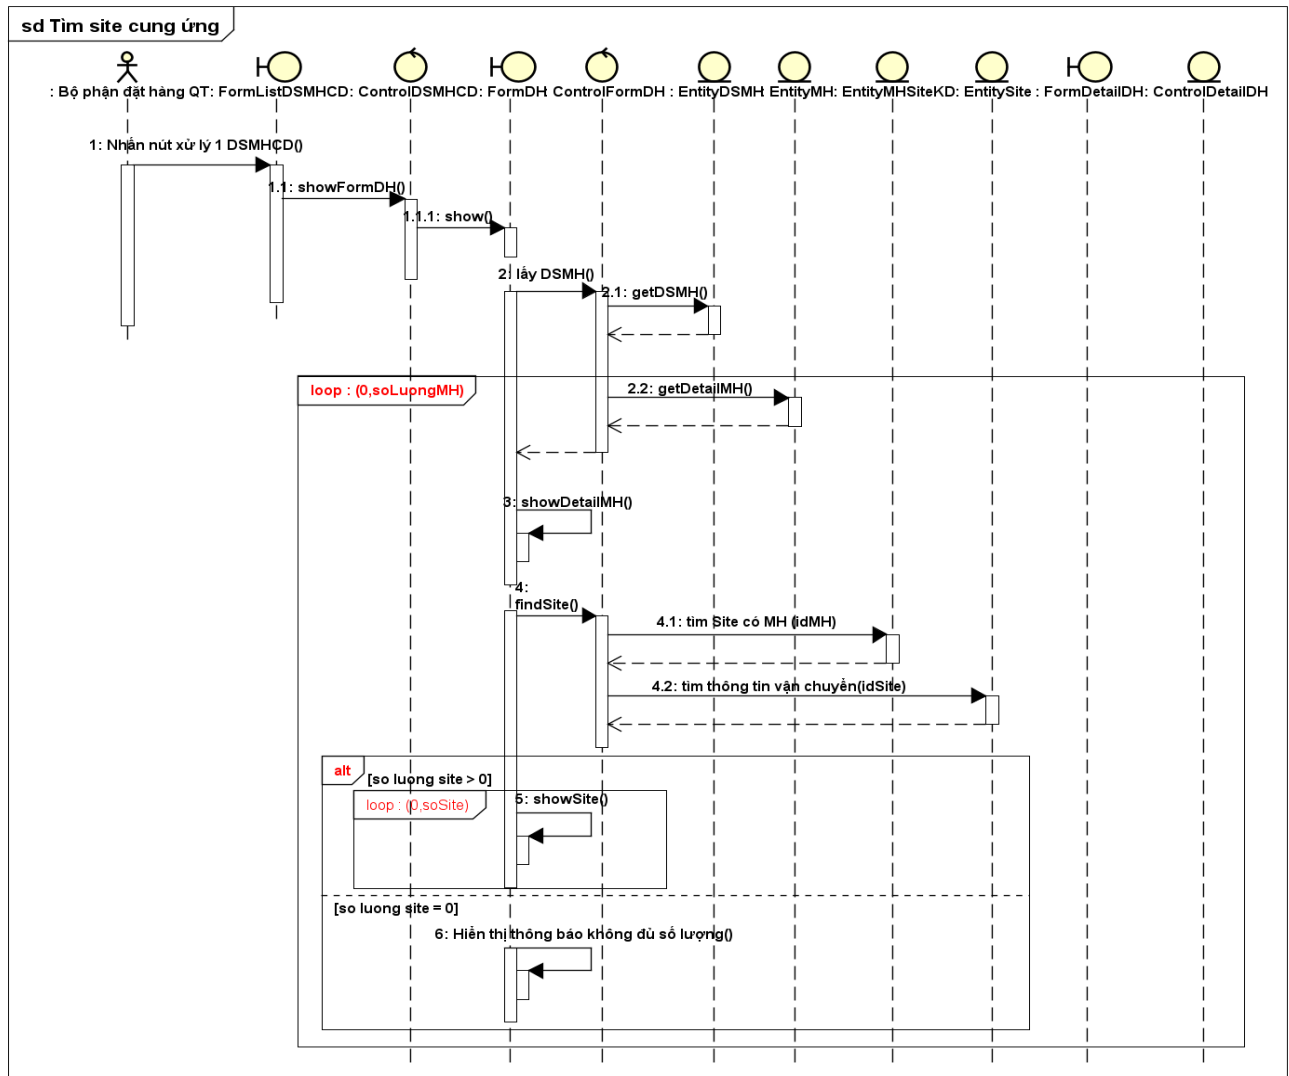 sd Tìm site cung ứng
: Bộ phận đặt hàng QT: FormListDSMHCD: ControlDSMHCD: FormDH: ControlFormDH : EntityDSMH: EntityMH: EntityMHSiteKD: EntitySite : FormDetailDH: ControlDetailDH
1: Nhấn nút xử lý 1 DSMHCD()
1.1: showFormDH()
1.1.1: show()
2: lấy DSMH()
2.1: getDSMH()
loop : (0,soLuongMH)
2.2: getDetailMH()
3: showDetailMH()
4:
findSite()
4.1: tìm Site có MH (idMH)
4.2: tìm thông tin vận chuyển(idSite)
alt
[so luong site > 0]
loop : (0,soSite)
5: showSite()
[so luong site = 0]
6: Hiển thị thông báo không đủ số lượng()